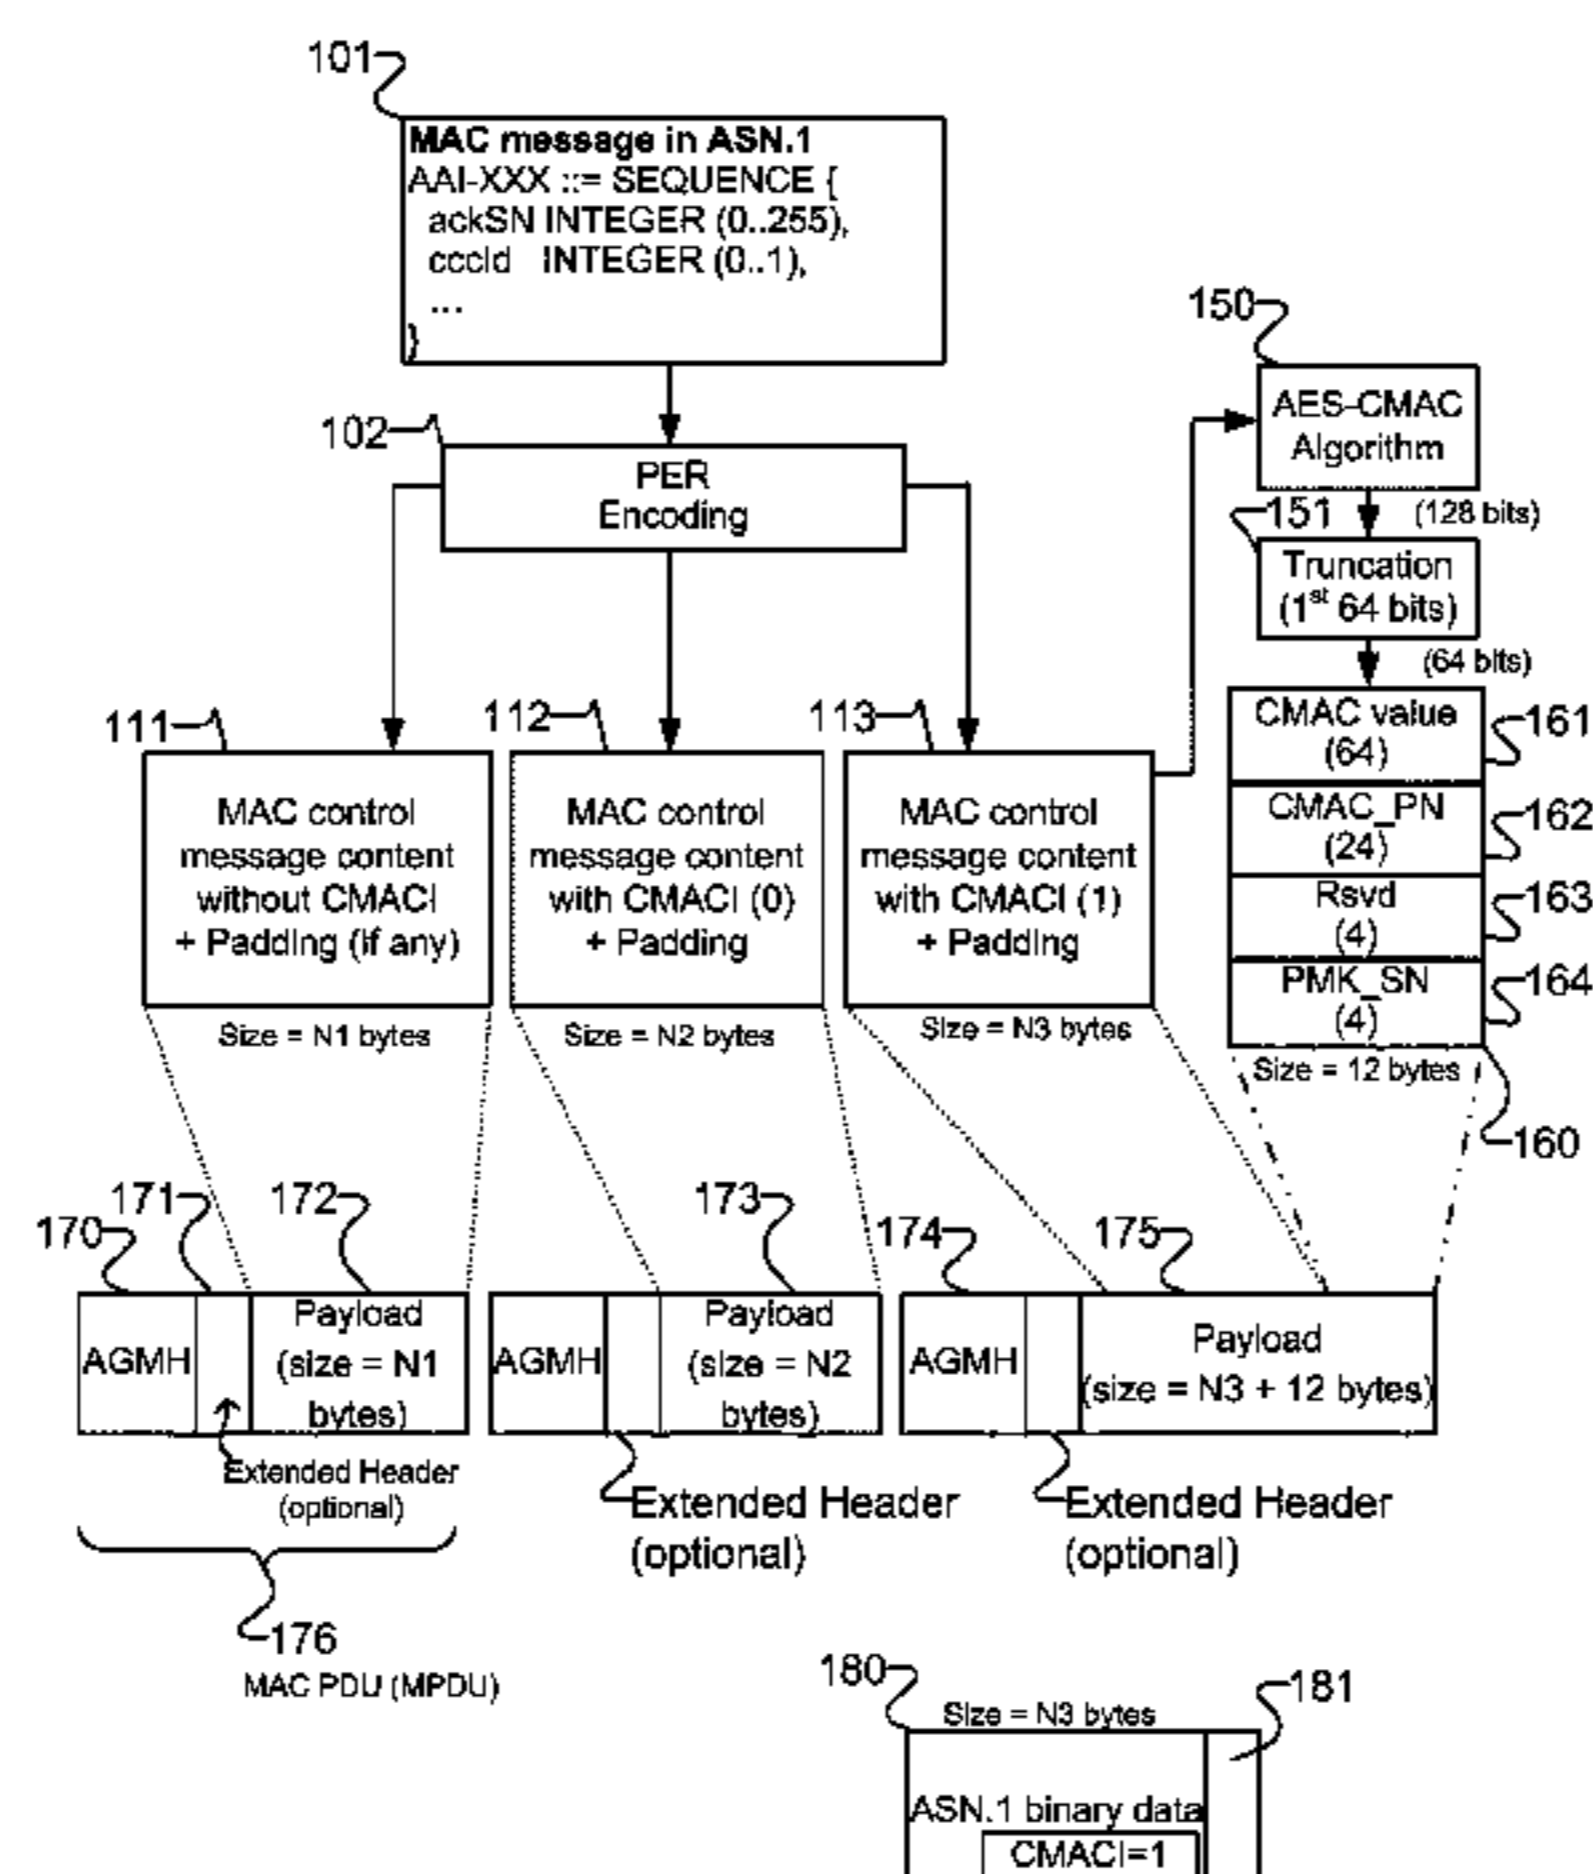 101
MAC message in ASN.1
AAI-XXX ::= SEQUENCE {
ackSN INTEGER (0..255),
cccId INTEGER (0..1),
...
}
102
PER
Encoding
150
AES-CMAC
Algorithm
151
(128 bits)
Truncation
(1st 64 bits)
(64 bits)
CMAC value
(64)
161
CMAC_PN
(24)
162
Rsvd
(4)
163
PMK_SN
(4)
164
Size = 12 bytes
160
111
MAC control
message content
without CMACI
+ Padding (if any)
Size = N1 bytes
112
MAC control
message content
with CMACI (0)
+ Padding
Size = N2 bytes
113
MAC control
message content
with CMACI (1)
+ Padding
Size = N3 bytes
170
171
172
AGMH
Payload
(size = N1
bytes)
Extended Header
(optional)
176
MAC PDU (MPDU)
173
AGMH
Payload
(size = N2
bytes)
Extended Header
(optional)
174
175
AGMH
Payload
(size = N3 + 12 bytes)
Extended Header
(optional)
180
Size = N3 bytes
181
ASN.1 binary data
CMACI=1